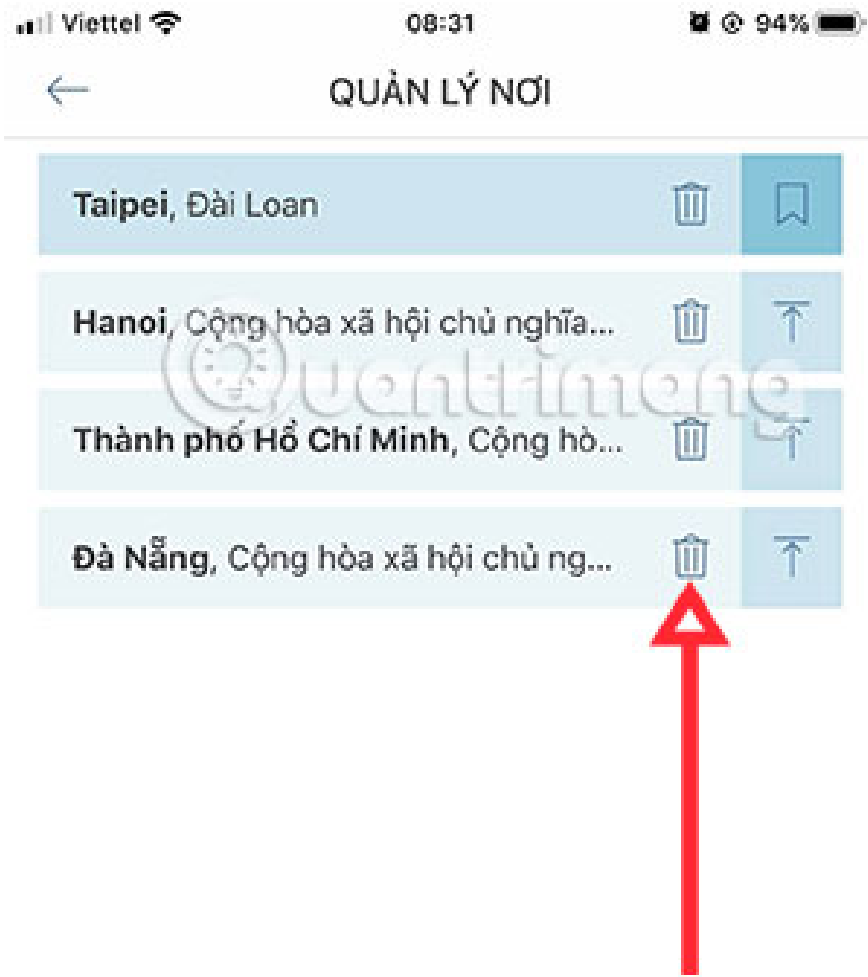 Viettel 08:31 94%
QUẢN LÝ NƠI
Taipei, Đài Loan
Hanoi, Cộng hòa xã hội chủ nghĩa...
Quantrimang
Thành phố Hồ Chí Minh, Cộng hò...
Đà Nẵng, Cộng hòa xã hội chủ ng...